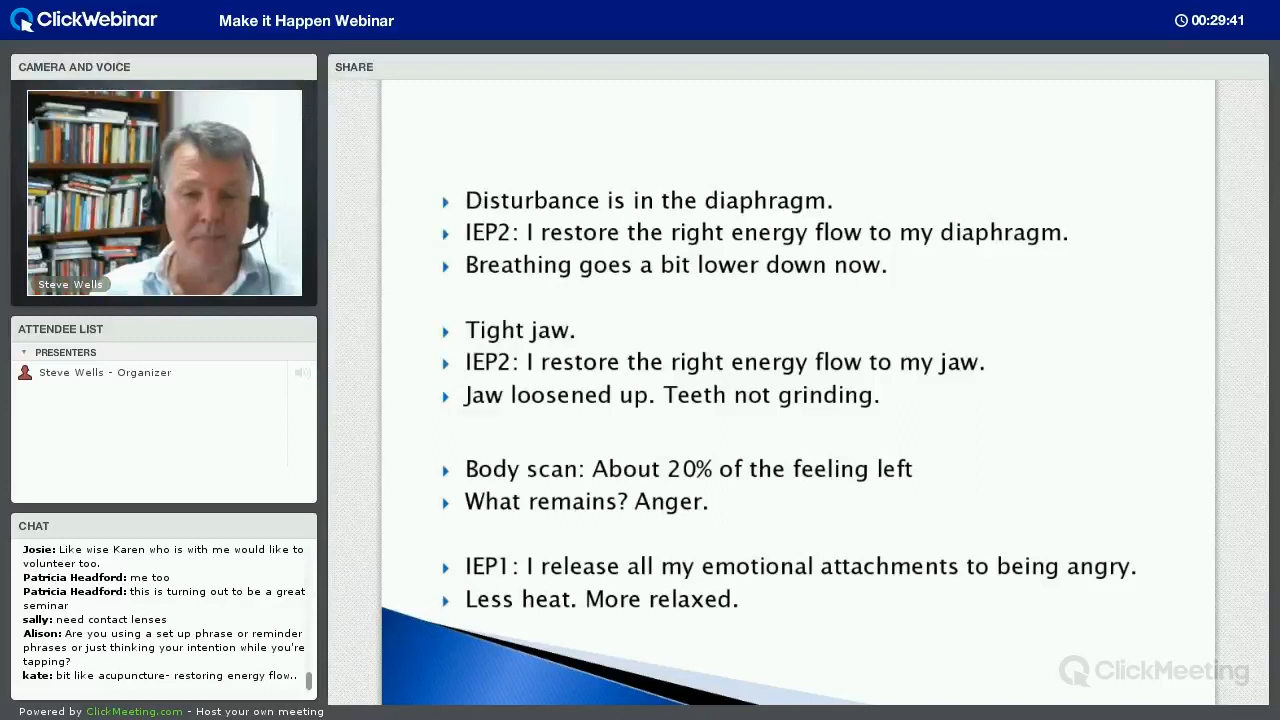 ClickWebinar
Make it Happen Webinar
00:29:41
CAMERA AND VOICE
Steve Wells
ATTENDEE LIST
PRESENTERS
Steve Wells - Organizer
CHAT
Josie: Like wise Karen who is with me would like to
volunteer too.
Patricia Headford: me too
Patricia Headford: this is turning out to be a great
seminar
sally: need contact lenses
Alison: Are you using a set up phrase or reminder
phrases or just thinking your intention while you're
tapping?
kate: bit like acupuncture- restoring energy flow..
SHARE
Disturbance is in the diaphragm.
IEP2: I restore the right energy flow to my diaphragm.
Breathing goes a bit lower down now.
Tight jaw.
IEP2: I restore the right energy flow to my jaw.
Jaw loosened up. Teeth not grinding.
Body scan: About 20% of the feeling left
What remains? Anger.
IEP1: I release all my emotional attachments to being angry.
Less heat. More relaxed.
ClickMeeting
Powered by ClickMeeting.com - Host your own meeting